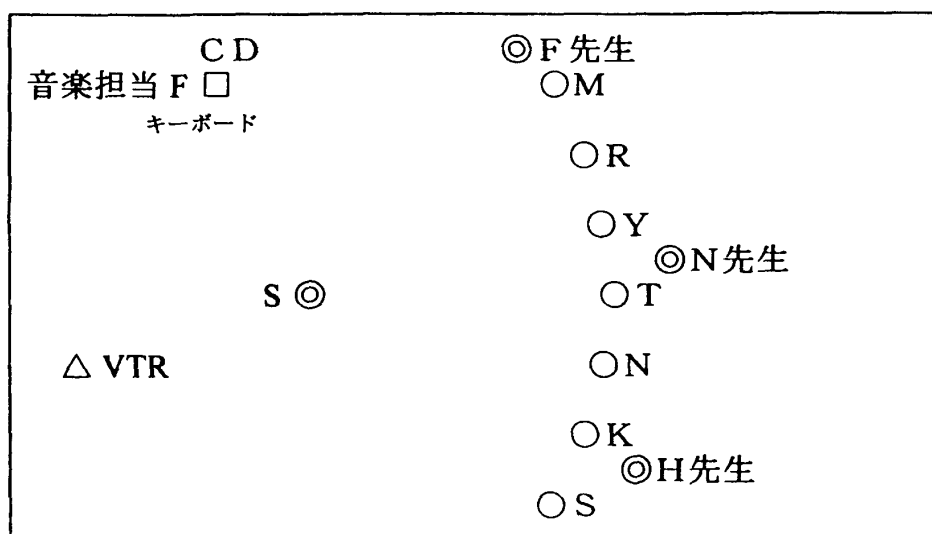 CD
◎F先生
音楽担当F □
○M
キーボード
○R
○Y
◎N先生
S ◎
○T
△ VTR
○N
○K
◎H先生
○S